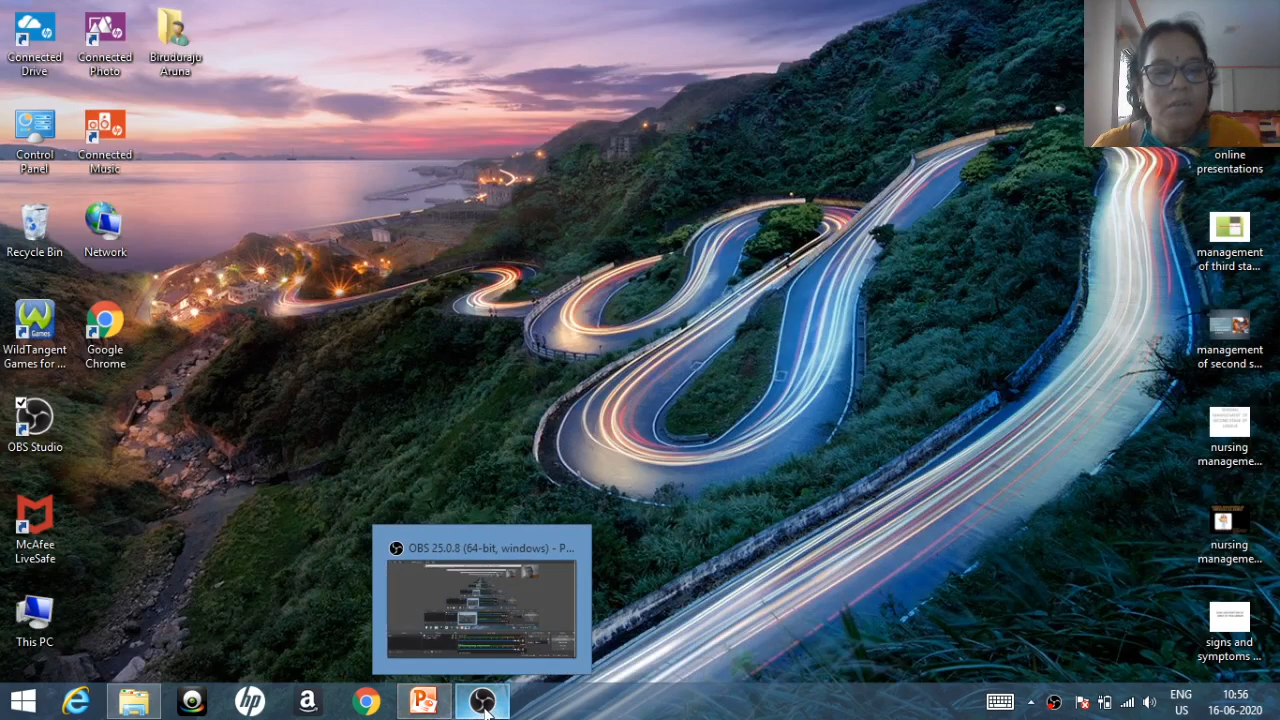 Connected
Drive
Connected
Photo
Biruduraju
Aruna
Control
Panel
Connected
Music
Recycle Bin
Network
WildTangent
Games for ...
Google
Chrome
OBS Studio
McAfee
LiveSafe
This PC
online
presentations
management
of third sta...
management
of second s...
nursing
manageme...
nursing
manageme...
signs and
symptoms ...
OBS 25.0.8 (64-bit, windows) - P...
ENG
US
10:56
16-06-2020